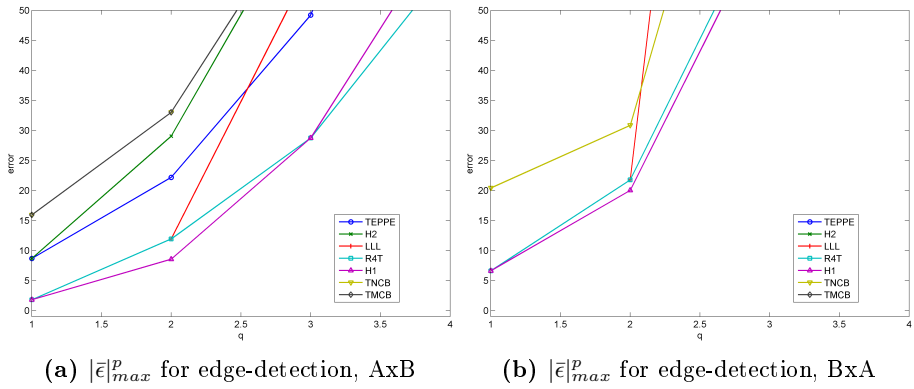 50
45
40
35
30
25
20
15
10
5
0
error
1 1.5 2 2.5 3 3.5 4
q
TEPPE
H2
LLL
R4T
H1
TNCB
TMCB
(a) |ε̄|ᵖₘₐₓ for edge-detection, AxB
50
45
40
35
30
25
20
15
10
5
0
error
1 1.5 2 2.5 3 3.5 4
q
TEPPE
H2
LLL
R4T
H1
TNCB
TMCB
(b) |ε̄|ᵖₘₐₓ for edge-detection, BxA